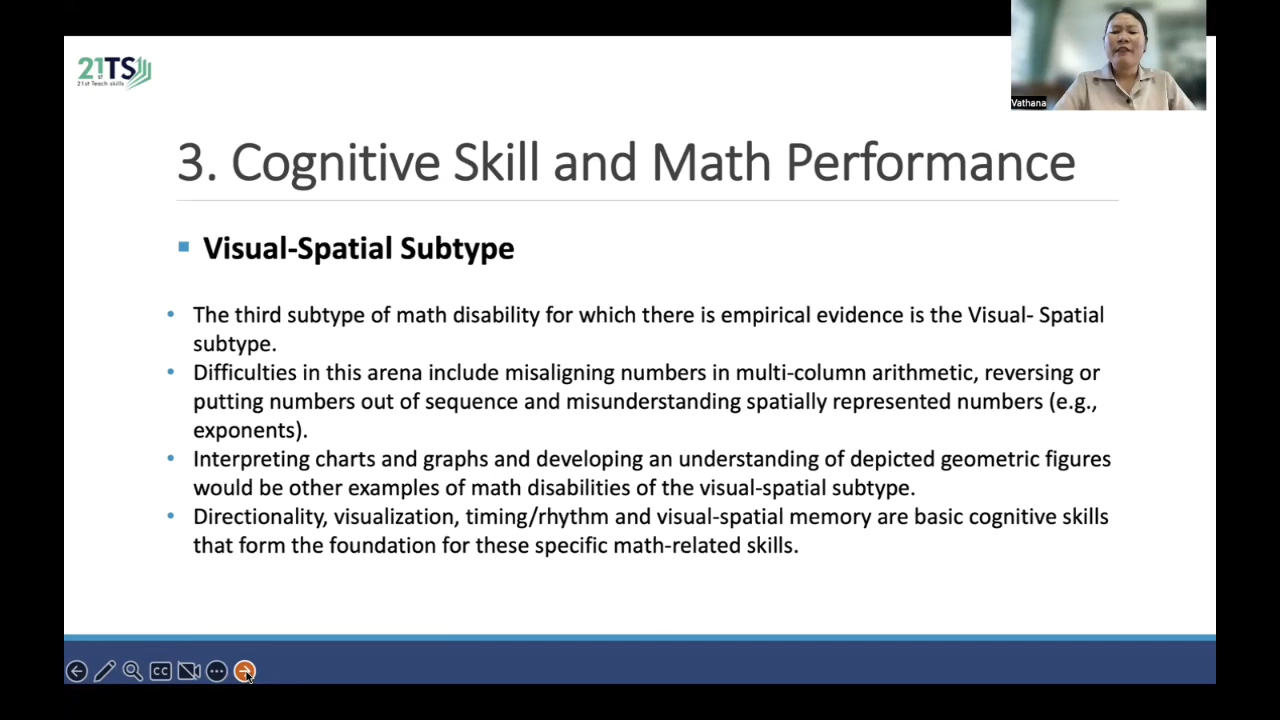 21TS
st
21st Teach skills
Vathana
3. Cognitive Skill and Math Performance
Visual-Spatial Subtype
The third subtype of math disability for which there is empirical evidence is the Visual- Spatial
subtype.
Difficulties in this arena include misaligning numbers in multi-column arithmetic, reversing or
putting numbers out of sequence and misunderstanding spatially represented numbers (e.g.,
exponents).
Interpreting charts and graphs and developing an understanding of depicted geometric figures
would be other examples of math disabilities of the visual-spatial subtype.
Directionality, visualization, timing/rhythm and visual-spatial memory are basic cognitive skills
that form the foundation for these specific math-related skills.
CC